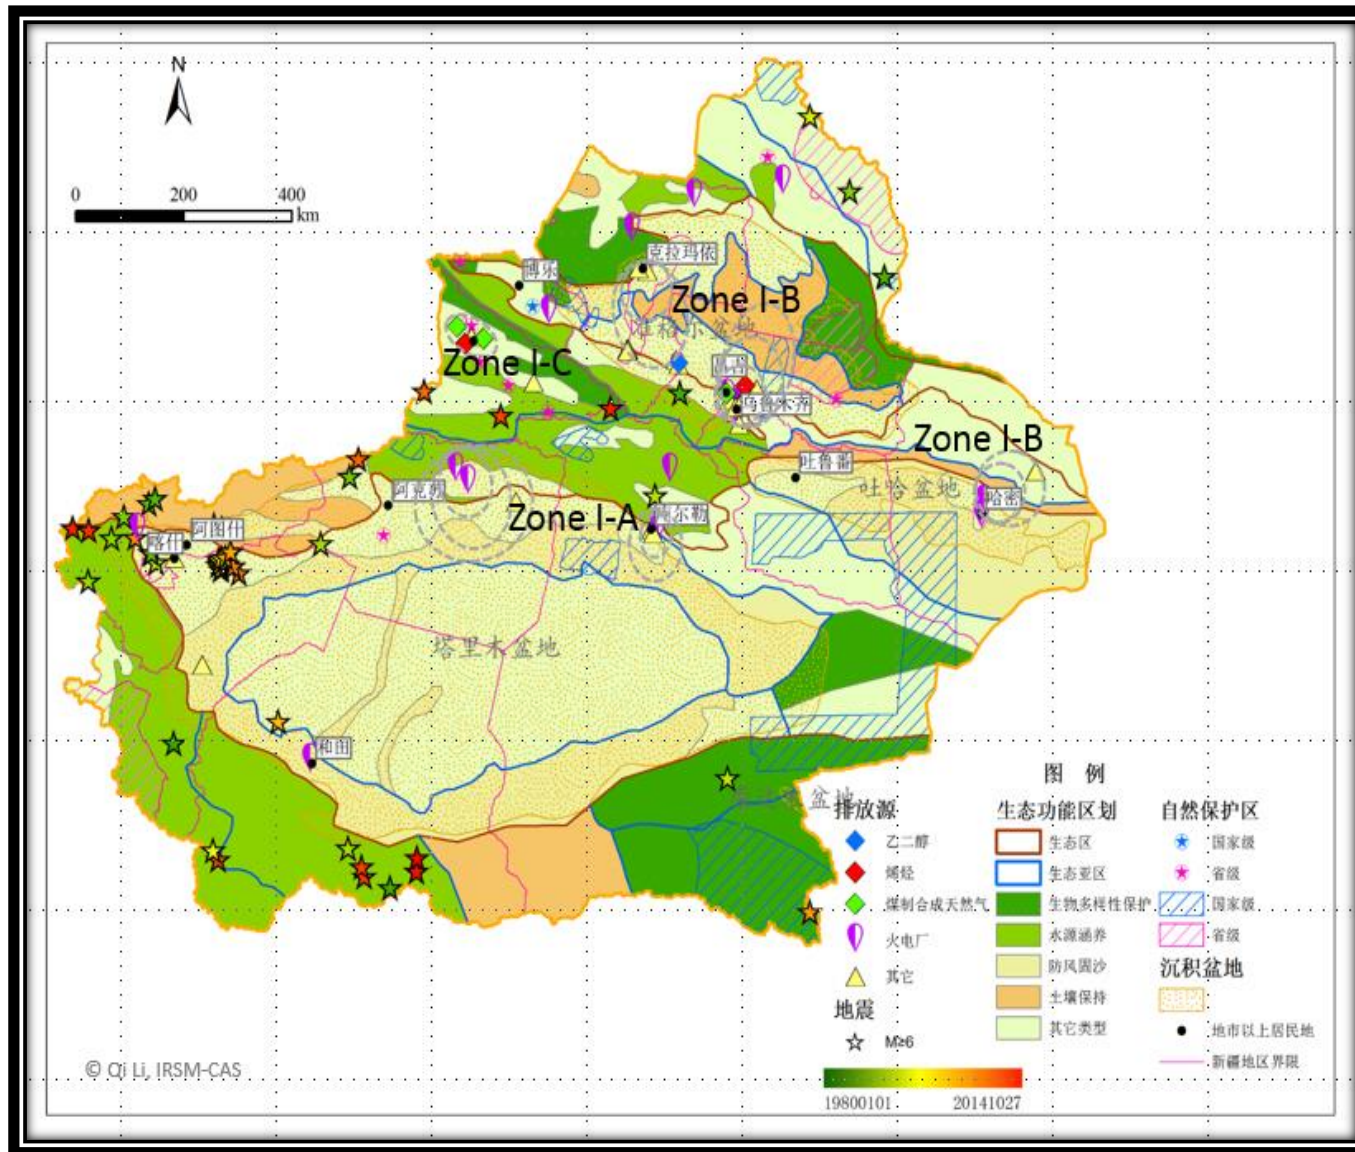 N
0 200 400
km
博乐
克拉玛依
Zone I-B
准格尔盆地
Zone I-C
昌吉
乌鲁木齐
Zone I-B
吐鲁番
吐哈盆地
哈密
阿克苏
Zone I-A
阿图什
喀什
塔里木盆地
和田
盆地
图 例
排放源
乙二醇
烯烃
煤制合成天然气
火电厂
其它
地震
M≥6
19800101 20141027
生态功能区划
生态区
生态亚区
生物多样性保护
水源涵养
防风固沙
土壤保持
其它类型
自然保护区
国家级
省级
国家级
省级
沉积盆地
地市以上居民地
新疆地区界限
© Qi Li, IRSM-CAS